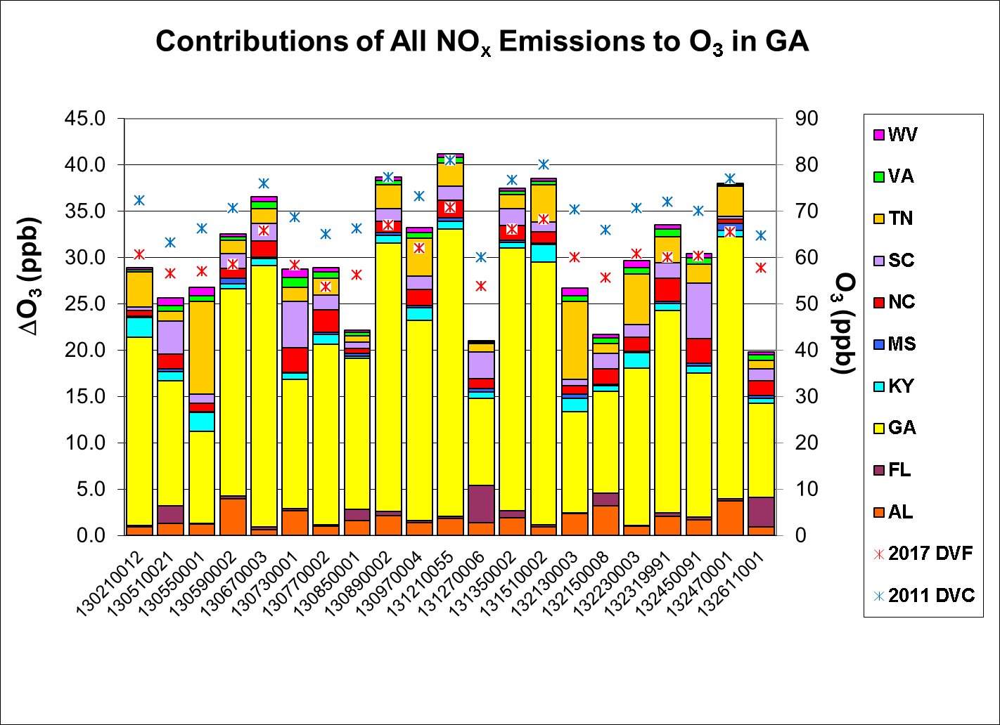 Contributions of All NOx Emissions to O3 in GA
45.0
40.0
35.0
30.0
25.0
20.0
15.0
10.0
5.0
0.0
ΔO3 (ppb)
90
80
70
60
50
40
30
20
10
0
O3 (ppb)
130210012
130510021
130550001
130590002
130670003
130730001
130770002
130850001
130890002
130970004
131210055
131270006
131350002
131510002
132130003
132150008
132230003
132319991
132450091
132470001
132611001
WV
VA
TN
SC
NC
MS
KY
GA
FL
AL
2017 DVF
2011 DVC